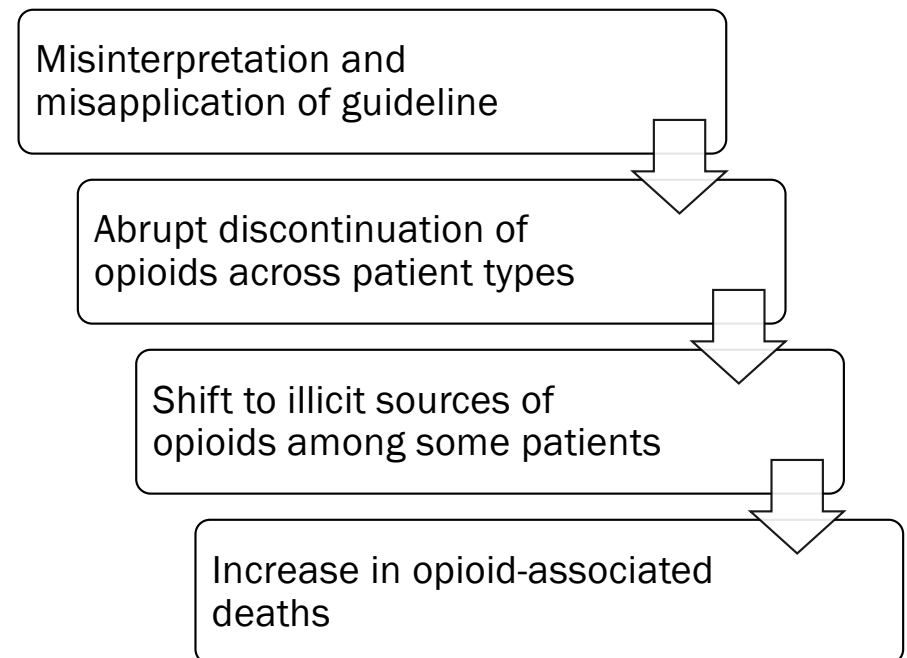 Misinterpretation and
misapplication of guideline
Abrupt discontinuation of
opioids across patient types
Shift to illicit sources of
opioids among some patients
Increase in opioid-associated
deaths